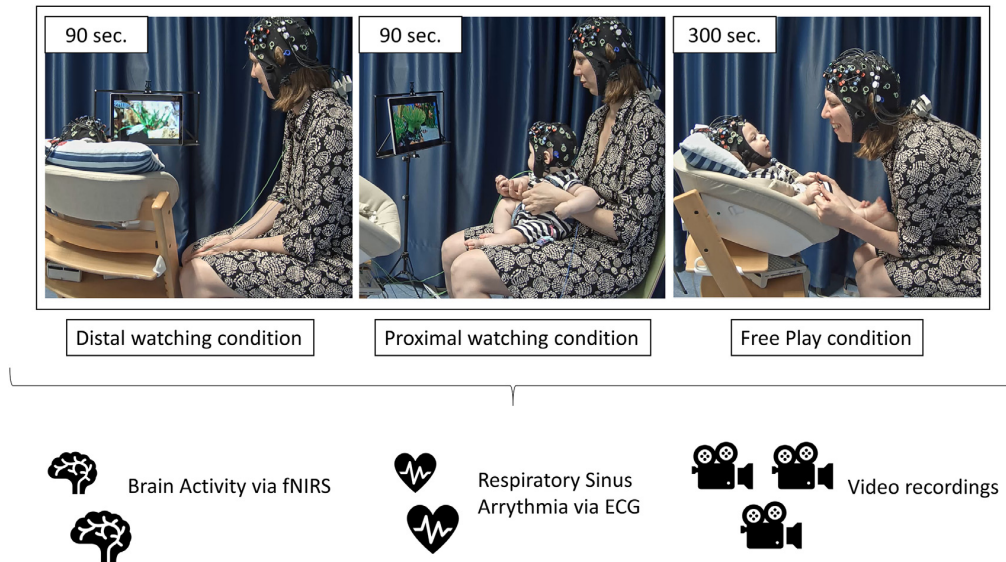 90 sec.
90 sec.
300 sec.
Distal watching condition
Proximal watching condition
Free Play condition
Brain Activity via fNIRS
Respiratory Sinus
Arrythmia via ECG
Video recordings